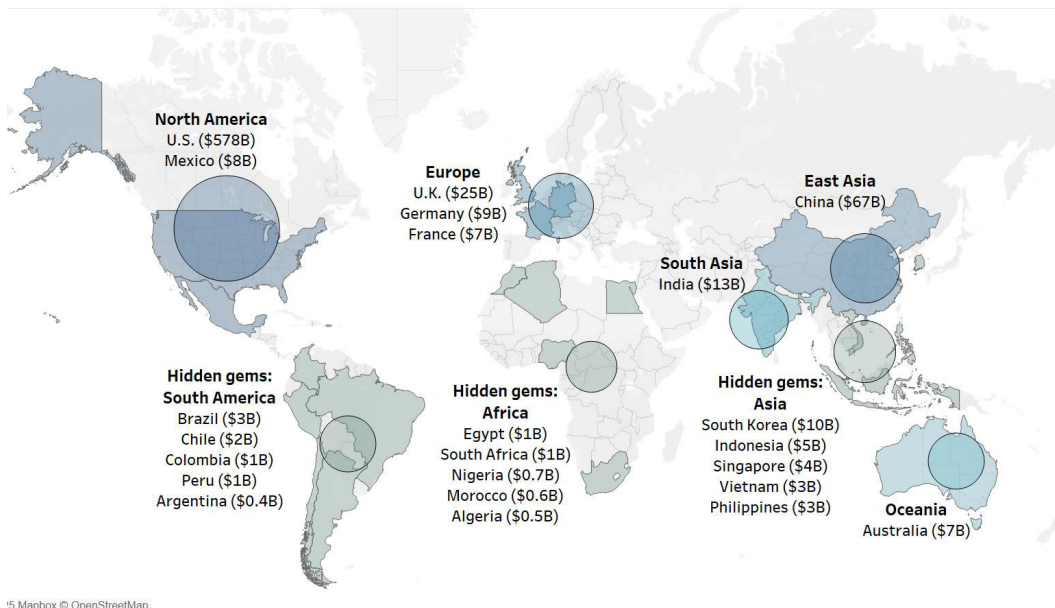 North America
U.S. ($578B)
Mexico ($8B)
Europe
U.K. ($25B)
Germany ($9B)
France ($7B)
East Asia
China ($67B)
South Asia
India ($13B)
Hidden gems:
South America
Brazil ($3B)
Chile ($2B)
Colombia ($1B)
Peru ($1B)
Argentina ($0.4B)
Hidden gems:
Africa
Egypt ($1B)
South Africa ($1B)
Nigeria ($0.7B)
Morocco ($0.6B)
Algeria ($0.5B)
Hidden gems:
Asia
South Korea ($10B)
Indonesia ($5B)
Singapore ($4B)
Vietnam ($3B)
Philippines ($3B)
Oceania
Australia ($7B)
Mapbox © OpenStreetMap